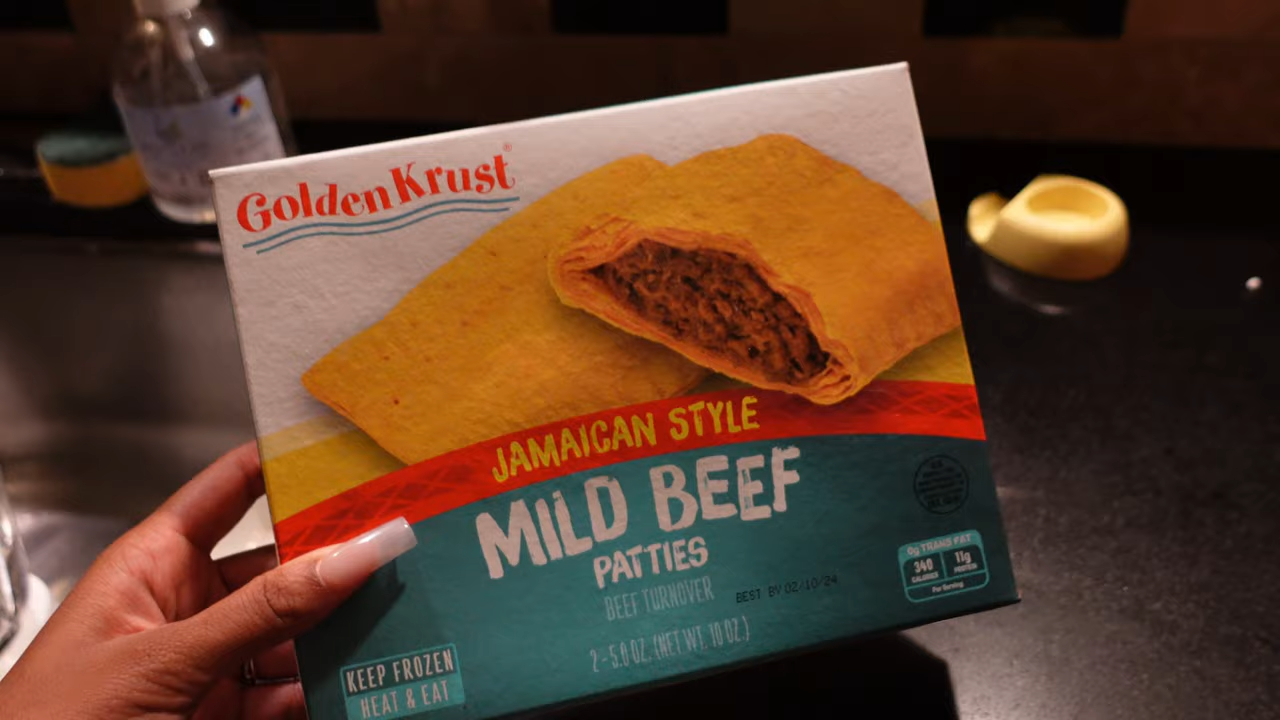 GoldenKrust®
JAMAICAN STYLE
MILD BEEF
PATTIES
BEEF TURNOVER
BEST BY 02/10/24
2 - 5.0 OZ. (NET WT. 10 OZ.)
0g TRANS FAT
340 11g
CALORIES PROTEIN
Per Serving
KEEP FROZEN
HEAT & EAT